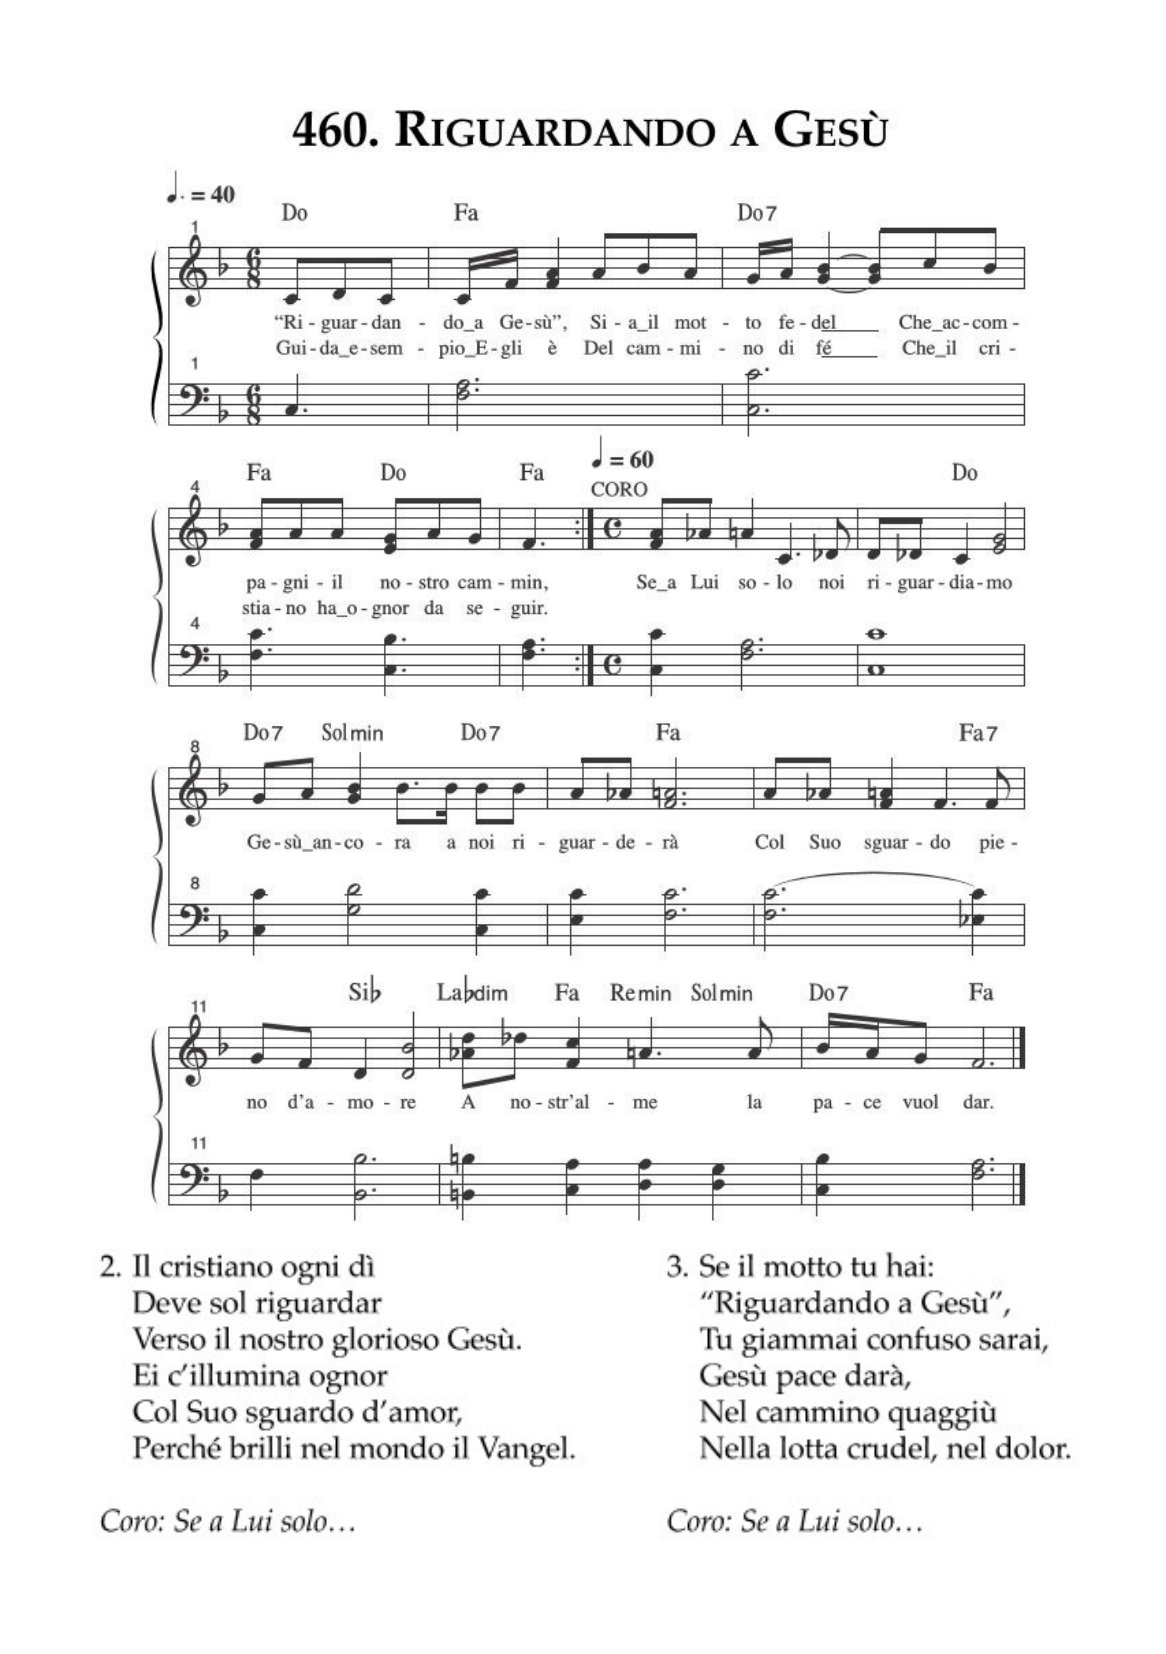 460. Riguardando a Gesù
♩. = 40
Do Fa Do7
1
6 8
“Ri - guar - dan - do_a Ge - sù”, Si - a_il mot - to fe - del____ Che_ac - com -
Gui - da_e - sem - pio_E - gli è Del cam - mi - no di fé____ Che_il cri -
1
6 8
♩ = 60
Fa Do Fa CORO Do
4
pa - gni - il no - stro cam - min, Se_a Lui so - lo noi ri - guar - dia - mo
stia - no ha_o - gnor da se - guir.
4
Do7 Solmin Do7 Fa Fa7
8
Ge - sù_an - co - ra a noi ri - guar - de - rà Col Suo sguar - do pie -
8
Si♭ La♭dim Fa Remin Solmin Do7 Fa
11
no d’a - mo - re A no - str’al - me la pa - ce vuol dar.
11
2. Il cristiano ogni dì
Deve sol riguardar
Verso il nostro glorioso Gesù.
Ei c’illumina ognor
Col Suo sguardo d’amor,
Perché brilli nel mondo il Vangel.
Coro: Se a Lui solo…
3. Se il motto tu hai:
“Riguardando a Gesù”,
Tu giammai confuso sarai,
Gesù pace darà,
Nel cammino quaggiù
Nella lotta crudel, nel dolor.
Coro: Se a Lui solo…